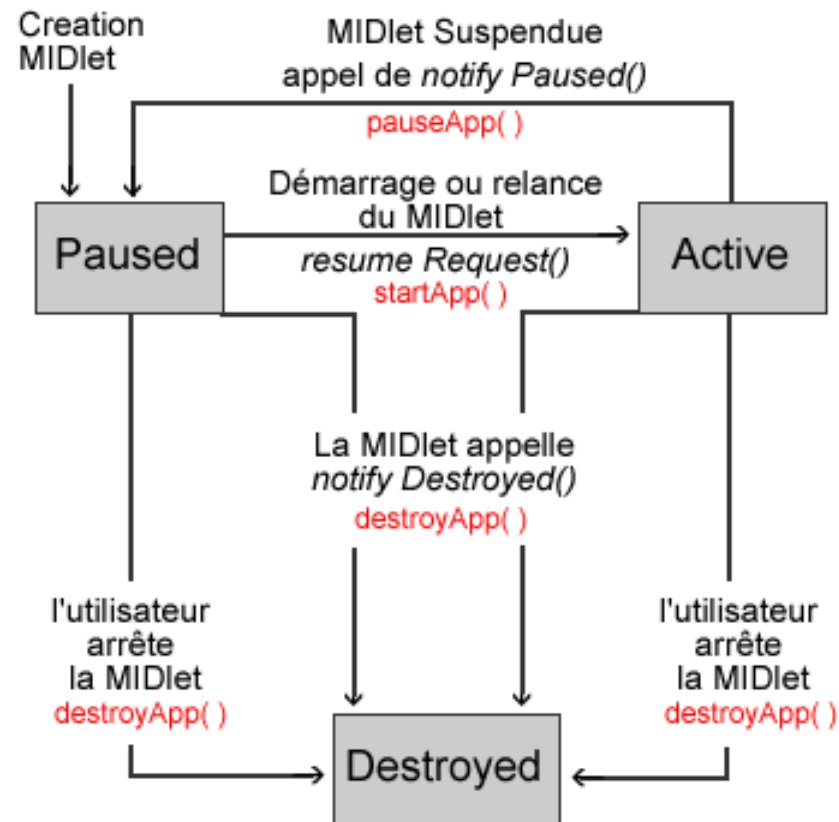 Creation
MIDlet
MIDlet Suspendue
appel de notify Paused()
pauseApp( )
Démarrage ou relance
du MIDlet
resume Request()
startApp( )
Paused
Active
La MIDlet appelle
notify Destroyed()
destroyApp( )
l'utilisateur
arrête
la MIDlet
destroyApp( )
l'utilisateur
arrête
la MIDlet
destroyApp( )
Destroyed